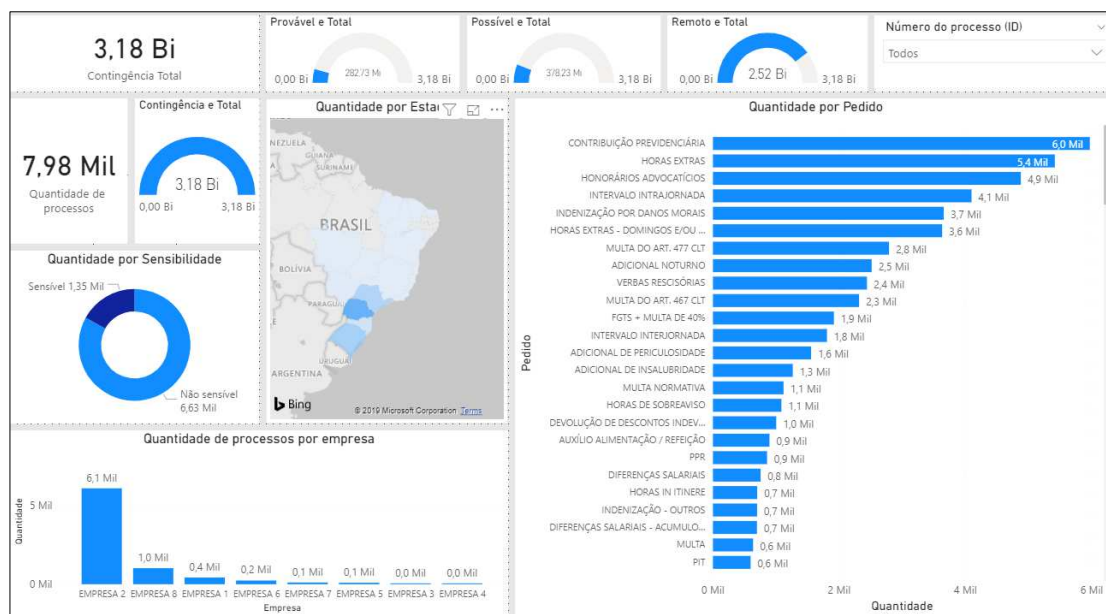 3,18 Bi
Contingência Total
Provável e Total
282,73 Mi
0,00 Bi
3,18 Bi
Possível e Total
378,23 Mi
0,00 Bi
3,18 Bi
Remoto e Total
2,52 Bi
0,00 Bi
3,18 Bi
Número do processo (ID)
Todos
7,98 Mil
Quantidade de
processos
Contingência e Total
3,18 Bi
0,00 Bi
3,18 Bi
Quantidade por Esta
NEZUELA
GUIANA
SURINAME
BRASIL
BOLÍVIA
PARAGU
URUGUAI
ARGENTINA
Bing
© 2019 Microsoft Corporation Terms
Quantidade por Sensibilidade
Sensível 1,35 Mil
Não sensível
6,63 Mil
Quantidade de processos por empresa
Quantidade
5 Mil
0 Mil
6,1 Mil
1,0 Mil
0,4 Mil
0,2 Mil
0,1 Mil
0,1 Mil
0,0 Mil
0,0 Mil
EMPRESA 2
EMPRESA 8
EMPRESA 1
EMPRESA 6
EMPRESA 7
EMPRESA 5
EMPRESA 3
EMPRESA 4
Empresa
Quantidade por Pedido
Pedido
CONTRIBUIÇÃO PREVIDENCIÁRIA 6,0 Mil
HORAS EXTRAS 5,4 Mil
HONORÁRIOS ADVOCATÍCIOS 4,9 Mil
INTERVALO INTRAJORNADA 4,1 Mil
INDENIZAÇÃO POR DANOS MORAIS 3,7 Mil
HORAS EXTRAS - DOMINGOS E/OU ... 3,6 Mil
MULTA DO ART. 477 CLT 2,8 Mil
ADICIONAL NOTURNO 2,5 Mil
VERBAS RESCISÓRIAS 2,4 Mil
MULTA DO ART. 467 CLT 2,3 Mil
FGTS + MULTA DE 40% 1,9 Mil
INTERVALO INTERJORNADA 1,8 Mil
ADICIONAL DE PERICULOSIDADE 1,6 Mil
ADICIONAL DE INSALUBRIDADE 1,3 Mil
MULTA NORMATIVA 1,1 Mil
HORAS DE SOBREAVISO 1,1 Mil
DEVOLUÇÃO DE DESCONTOS INDEV... 1,0 Mil
AUXÍLIO ALIMENTAÇÃO / REFEIÇÃO 0,9 Mil
PPR 0,9 Mil
DIFERENÇAS SALARIAIS 0,8 Mil
HORAS IN ITINERE 0,7 Mil
INDENIZAÇÃO - OUTROS 0,7 Mil
DIFERENÇAS SALARIAIS - ACUMULO... 0,7 Mil
MULTA 0,6 Mil
PIT 0,6 Mil
0 Mil
2 Mil
4 Mil
6 Mil
Quantidade